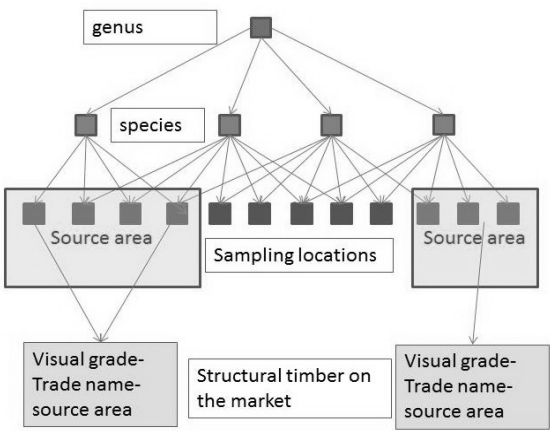 genus
species
Source area
Source area
Sampling locations
Visual grade-
Trade name-
source area
Structural timber on
the market
Visual grade-
Trade name-
source area